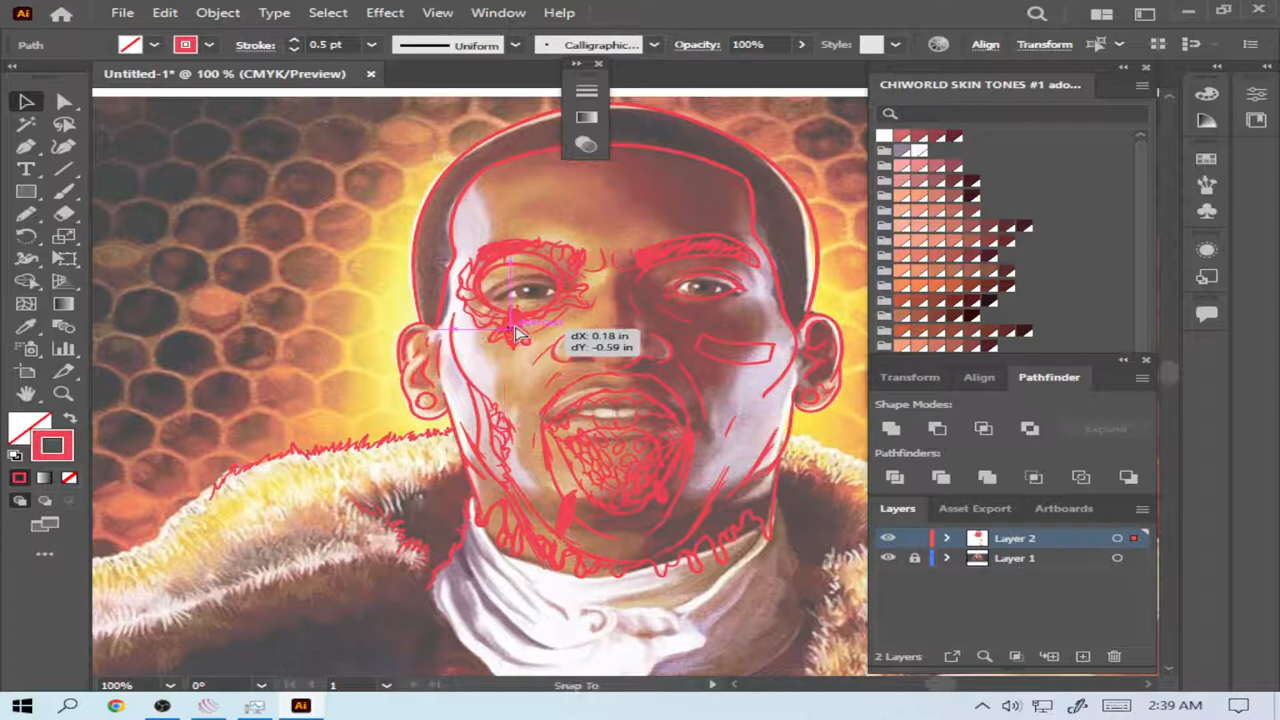 Ai File Edit Object Type Select Effect View Window Help
Path Stroke: 0.5 pt Uniform Calligraphic... Opacity: 100% Style: Align Transform
Untitled-1* @ 100 % (CMYK/Preview)
CHIWORLD SKIN TONES #1 ado...
dX: 0.18 in
dY: -0.59 in
Transform Align Pathfinder
Shape Modes:
Expand
Pathfinders:
Layers Asset Export Artboards
Layer 2
Layer 1
2 Layers
100% 0° 1 Snap To
Ai 2:39 AM